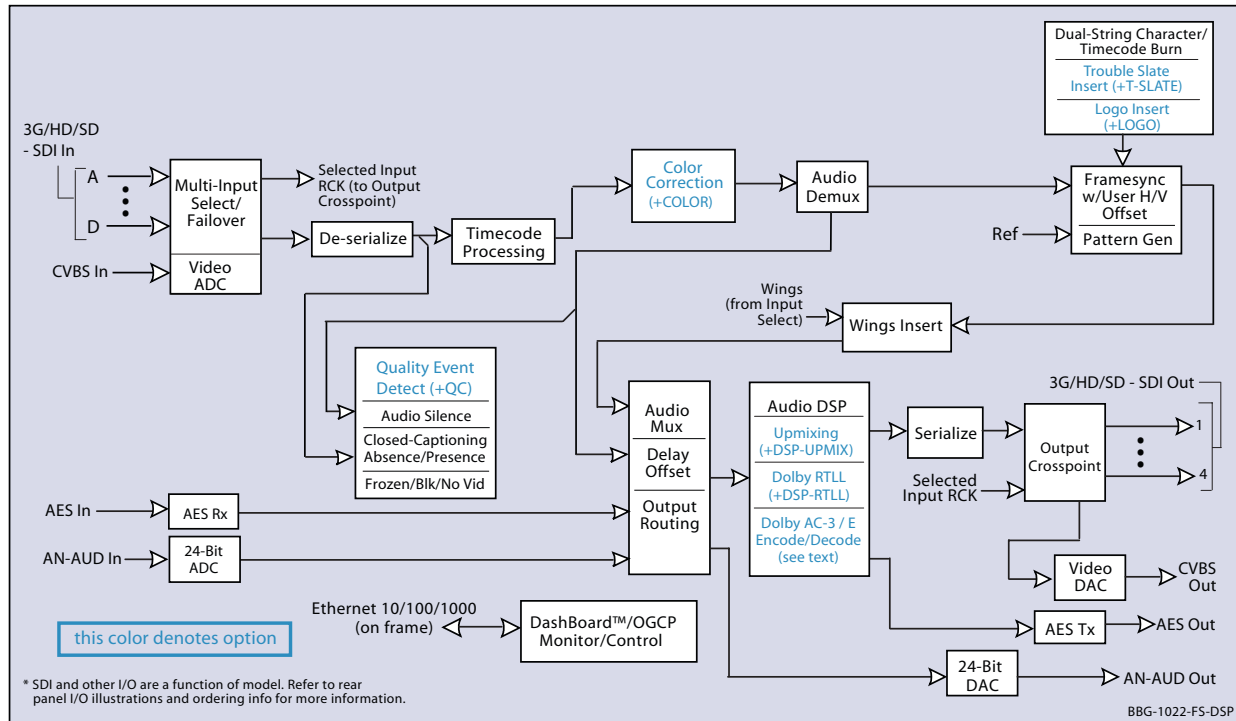 Dual-String Character/
Timecode Burn
Trouble Slate
Insert (+T-SLATE)
Logo Insert
(+LOGO)
3G/HD/SD
- SDI In
A
D
CVBS In
Multi-Input
Select/
Failover
Video
ADC
Selected Input
RCK (to Output
Crosspoint)
De-serialize
Timecode
Processing
Color
Correction
(+COLOR)
Audio
Demux
Framesync
w/User H/V
Offset
Pattern Gen
Ref
Wings
(from Input
Select)
Wings Insert
Quality Event
Detect (+QC)
Audio Silence
Closed-Captioning
Absence/Presence
Frozen/Blk/No Vid
Audio
Mux
Delay
Offset
Output
Routing
Audio DSP
Upmixing
(+DSP-UPMIX)
Dolby RTLL
(+DSP-RTLL)
Dolby AC-3 / E
Encode/Decode
(see text)
Serialize
Selected
Input RCK
Output
Crosspoint
3G/HD/SD - SDI Out
1
4
AES In
AES Rx
AN-AUD In
24-Bit
ADC
Video
DAC
CVBS
Out
AES Tx
AES Out
24-Bit
DAC
AN-AUD Out
Ethernet 10/100/1000
(on frame)
DashBoard™/OGCP
Monitor/Control
this color denotes option
* SDI and other I/O are a function of model. Refer to rear
panel I/O illustrations and ordering info for more information.
BBG-1022-FS-DSP